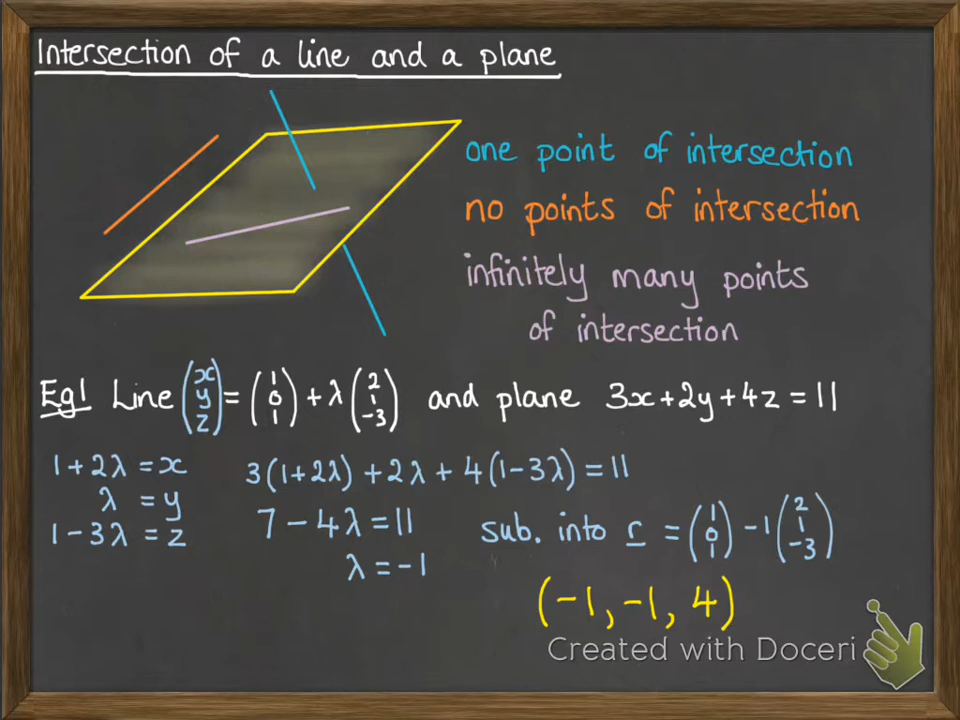 Intersection of a line and a plane
one point of intersection
no points of intersection
infinitely many points
of intersection
Eg1 Line (x y z) = (1 0 1) + λ (2 1 -3) and plane 3x+2y+4z = 11
1+2λ = x
λ = y
1-3λ = z
3(1+2λ) + 2λ + 4(1-3λ) = 11
7 - 4λ = 11
λ = -1
sub. into r = (1 0 1) -1 (2 1 -3)
(-1, -1, 4)
Created with Doceri